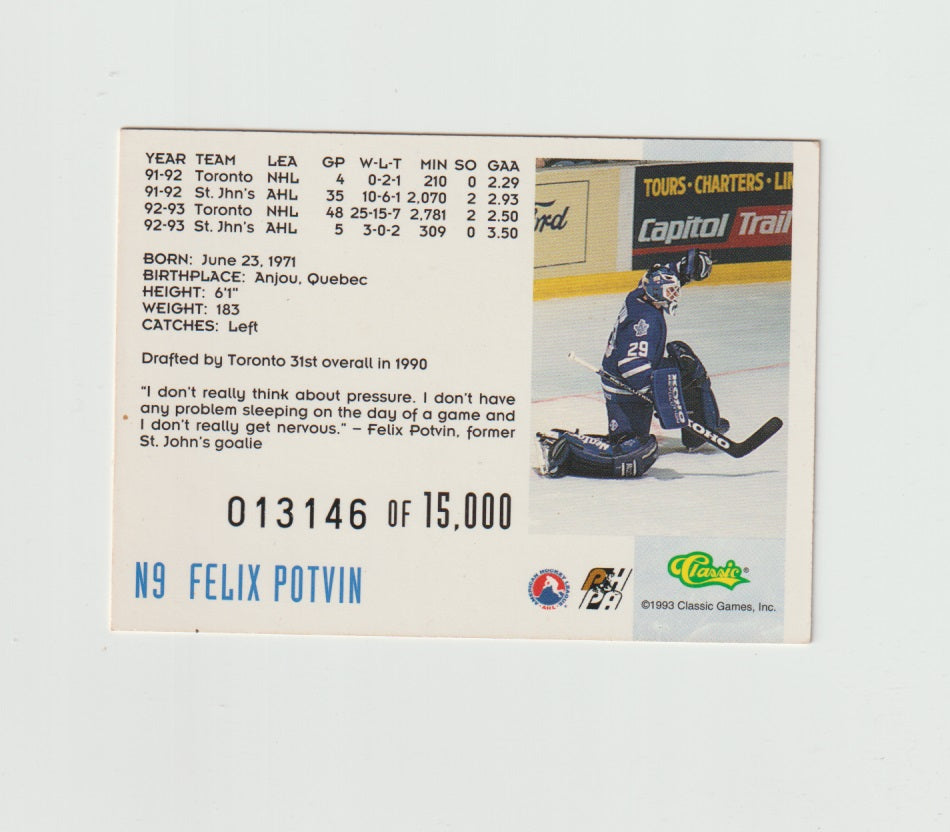 YEAR TEAM LEA GP W-L-T MIN SO GAA
91-92 Toronto NHL 4 0-2-1 210 0 2.29
91-92 St. Jhn's AHL 35 10-6-1 2,070 2 2.93
92-93 Toronto NHL 48 25-15-7 2,781 2 2.50
92-93 St. Jhn's AHL 5 3-0-2 309 0 3.50
BORN: June 23, 1971
BIRTHPLACE: Anjou, Quebec
HEIGHT: 6'1"
WEIGHT: 183
CATCHES: Left
Drafted by Toronto 31st overall in 1990
"I don't really think about pressure. I don't have
any problem sleeping on the day of a game and
I don't really get nervous." – Felix Potvin, former
St. John's goalie
013146 OF 15,000
N9 FELIX POTVIN
TOURS • CHARTERS • LIN
Capitol Trail
29
AMERICAN HOCKEY LEAGUE
AHL
PHPA
Classic®
©1993 Classic Games, Inc.